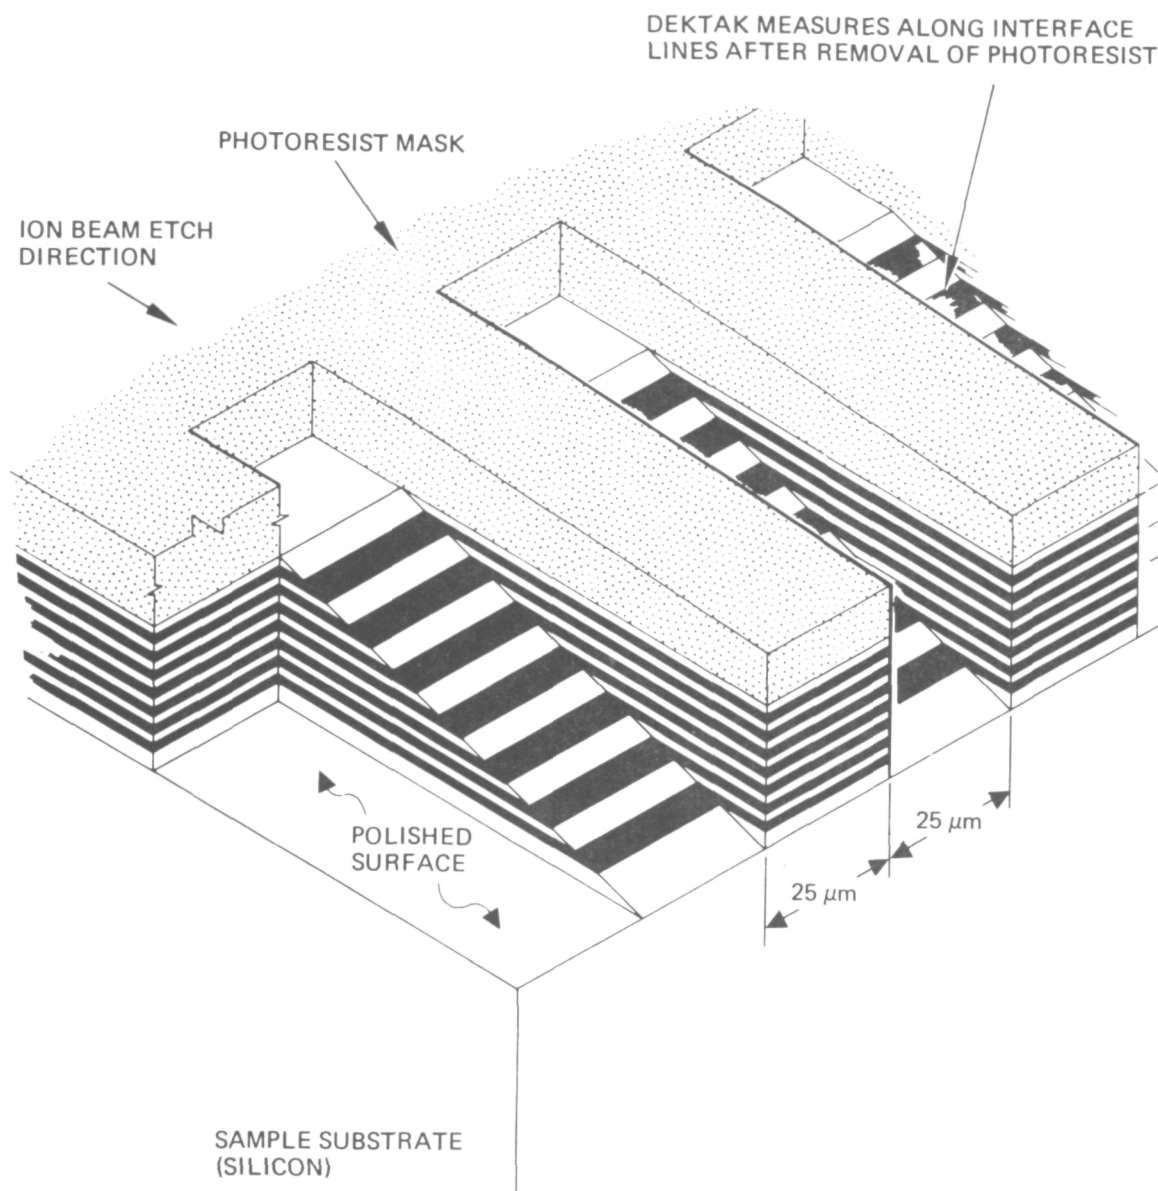 DEKTAK MEASURES ALONG INTERFACE
LINES AFTER REMOVAL OF PHOTORESIST
PHOTORESIST MASK
ION BEAM ETCH
DIRECTION
25 μm
POLISHED
SURFACE
25 μm
SAMPLE SUBSTRATE
(SILICON)